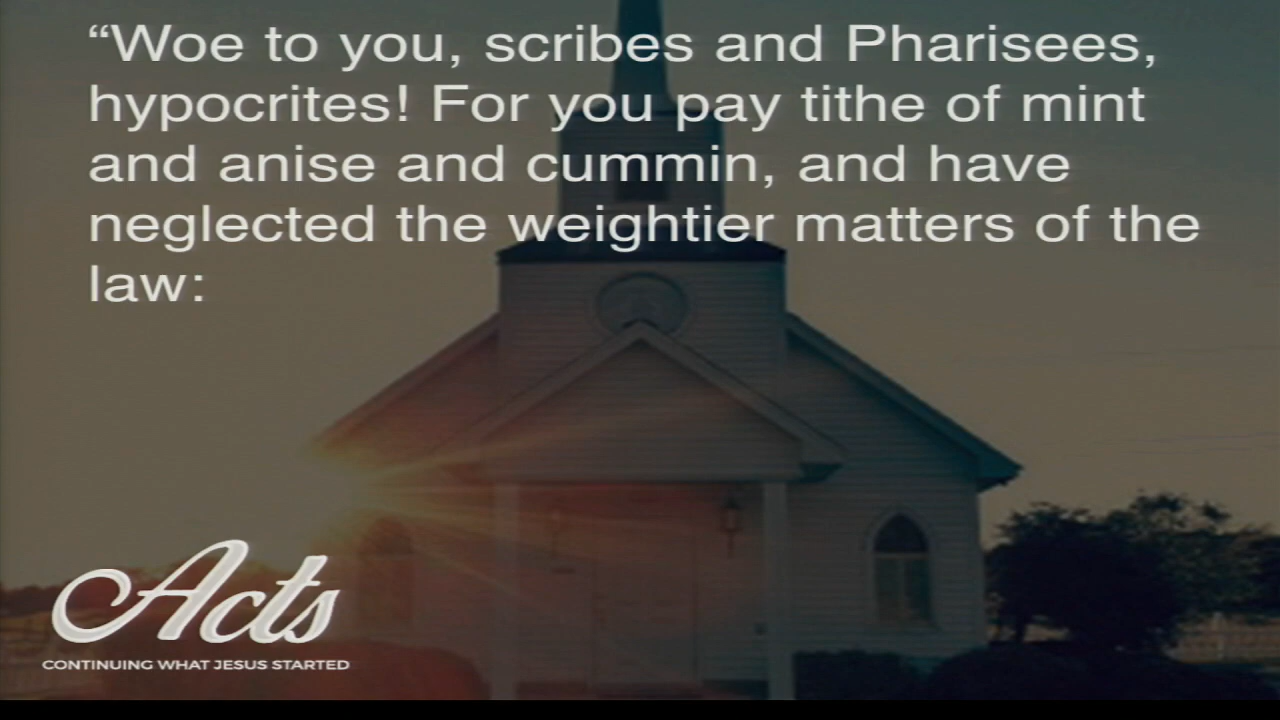 “Woe to you, scribes and Pharisees,
hypocrites! For you pay tithe of mint
and anise and cummin, and have
neglected the weightier matters of the
law:
Acts
CONTINUING WHAT JESUS STARTED